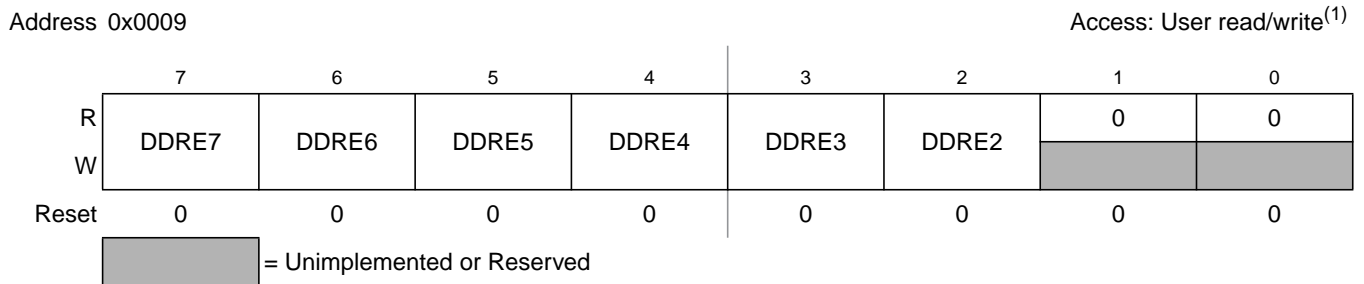 Address 0x0009 Access: User read/write(1)
7 6 5 4 3 2 1 0
R 0 0
DDRE7 DDRE6 DDRE5 DDRE4 DDRE3 DDRE2
W
Reset 0 0 0 0 0 0 0 0
= Unimplemented or Reserved